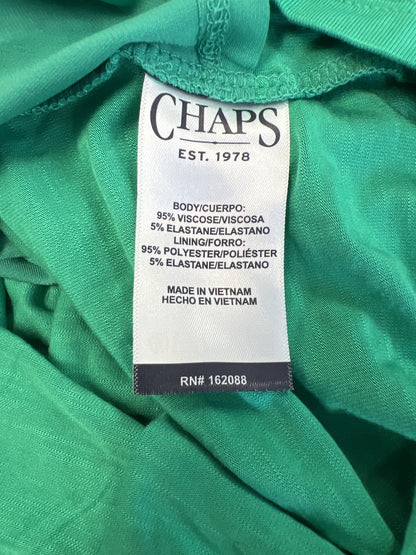 CHAPS
EST. 1978
BODY/CUERPO:
95% VISCOSE/VISCOSA
5% ELASTANE/ELASTANO
LINING/FORRO:
95% POLYESTER/POLIÉSTER
5% ELASTANE/ELASTANO
MADE IN VIETNAM
HECHO EN VIETNAM
RN# 162088